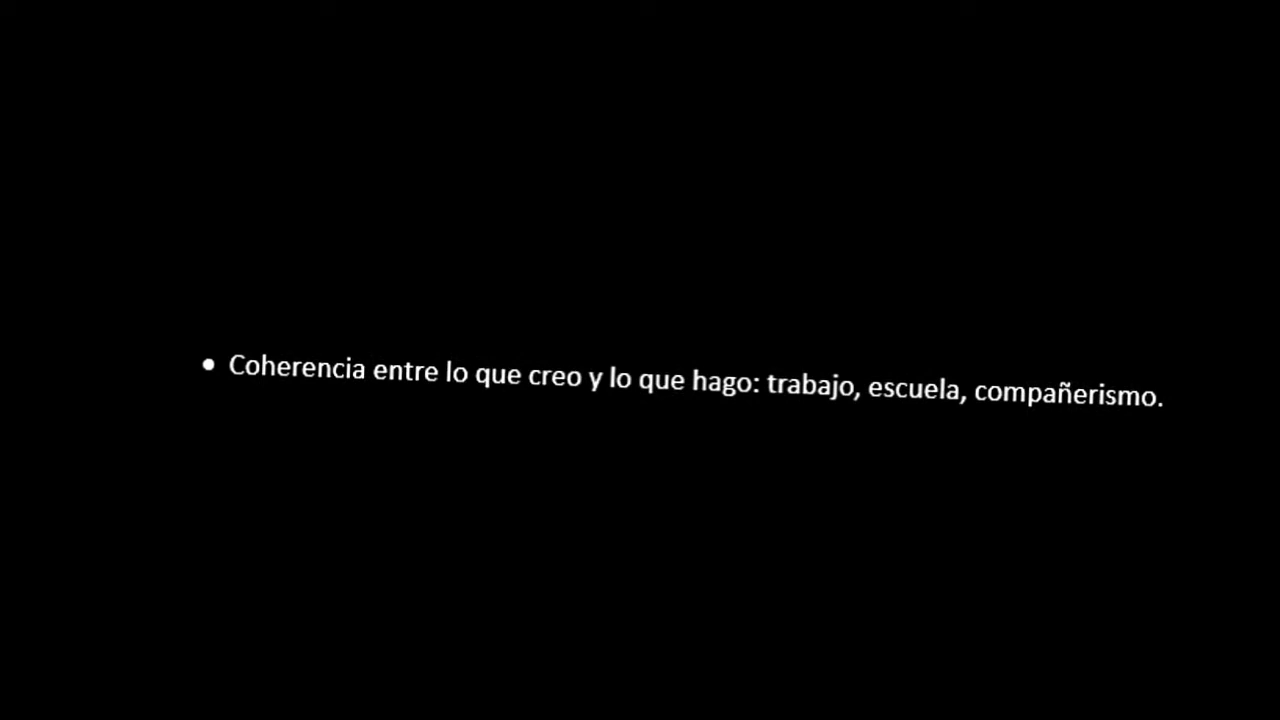 • Coherencia entre lo que creo y lo que hago: trabajo, escuela, compañerismo.